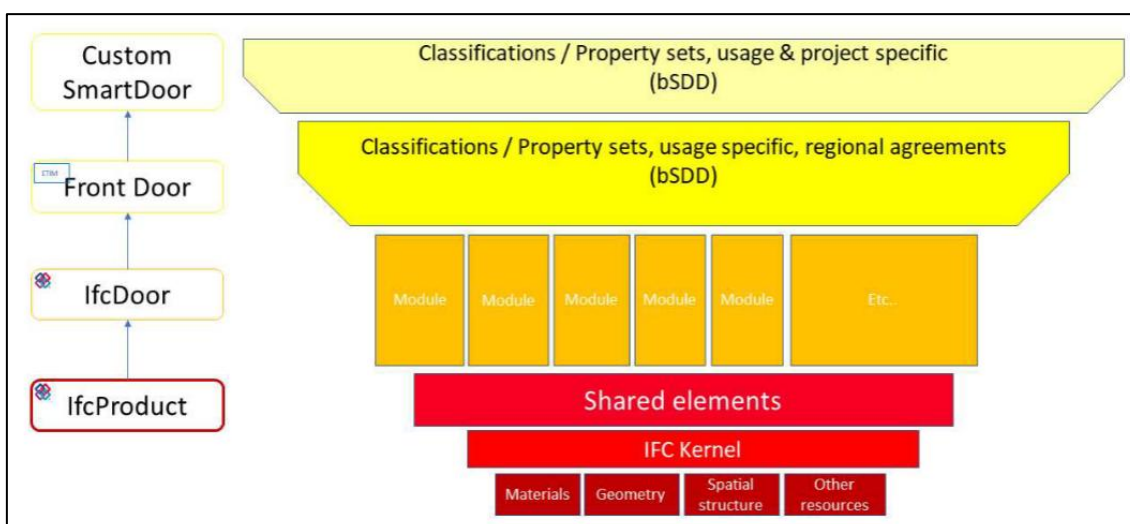 Custom
SmartDoor
ETIM
Front Door
IfcDoor
IfcProduct
Classifications / Property sets, usage & project specific
(bSDD)
Classifications / Property sets, usage specific, regional agreements
(bSDD)
Module
Module
Module
Module
Module
Etc..
Shared elements
IFC Kernel
Materials
Geometry
Spatial
structure
Other
resources